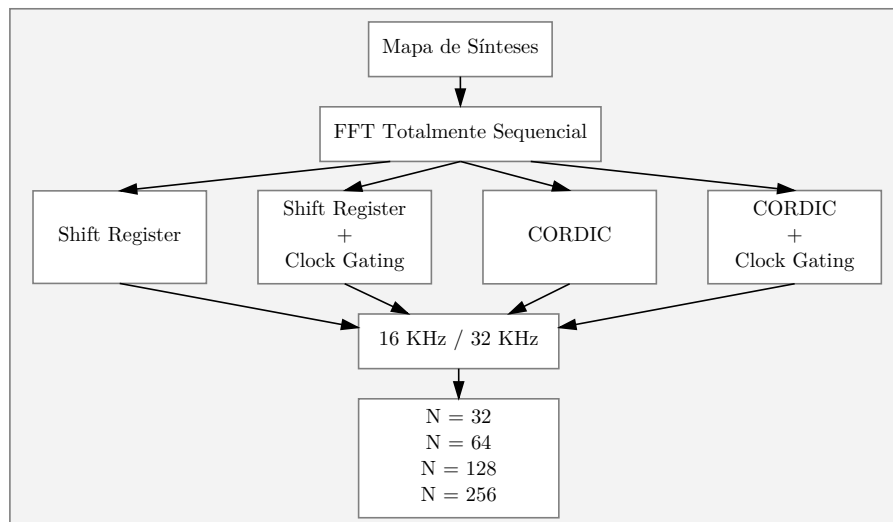 Mapa de Sínteses
FFT Totalmente Sequencial
Shift Register
Shift Register
+
Clock Gating
CORDIC
CORDIC
+
Clock Gating
16 KHz / 32 KHz
N = 32
N = 64
N = 128
N = 256